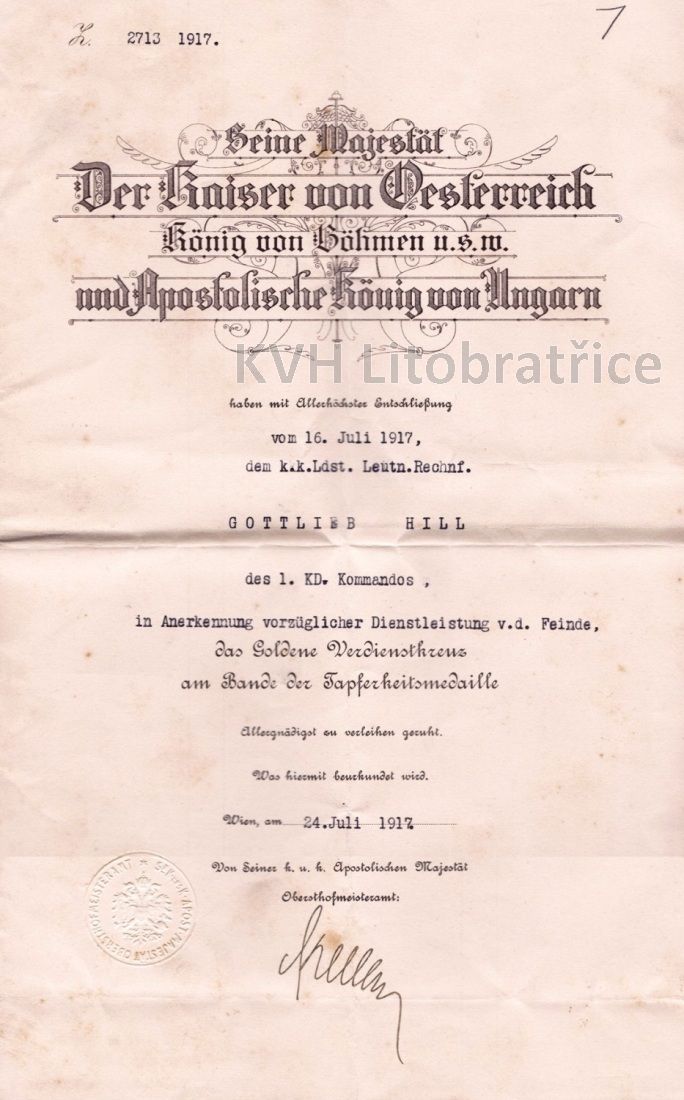 Z. 2713 1917.
Seine Majestät
Der Kaiser von Oesterreich
König von Böhmen u.s.w.
und Apostolische König von Ungarn
KVH Litobratřice
haben mit Allerhöchster Entschließung
vom 16. Juli 1917,
dem k.k.Ldst. Leutn.Rechnf.
GOTTLIEB HILL
des 1. KD. Kommandos ,
in Anerkennung vorzüglicher Dienstleistung v.d. Feinde,
das Goldene Verdienstkreuz
am Bande der Tapferkeitsmedaille
Allergnädigst zu verleihen geruht.
Was hiermit beurkundet wird.
Wien, am 24.Juli 1917.
Von Seiner k. u. k. Apostolischen Majestät
Obersthofmeisteramt: